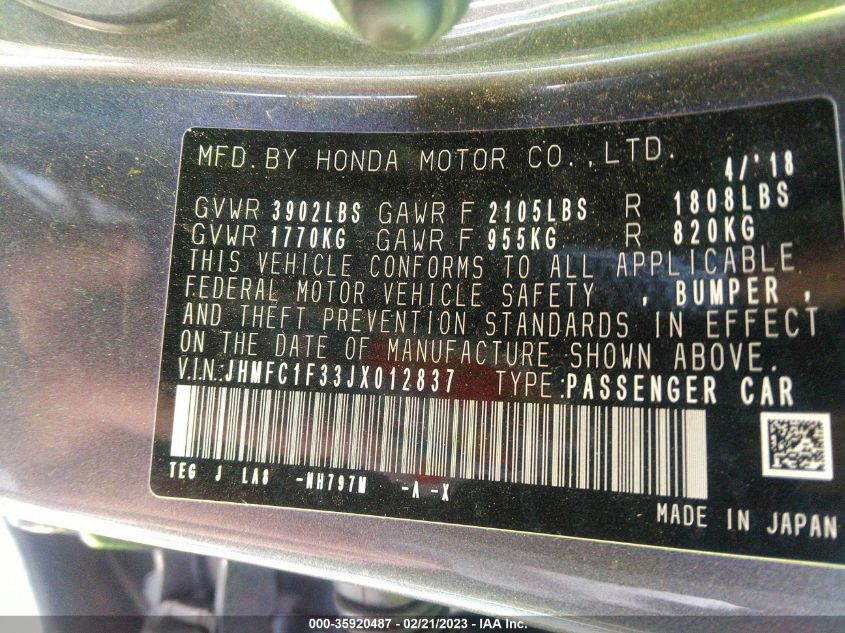 MFD. BY HONDA MOTOR CO., LTD. 4/'18
GVWR 3902LBS GAWR F 2105LBS R 1808LBS
GVWR 1770KG GAWR F 955KG R 820KG
THIS VEHICLE CONFORMS TO ALL APPLICABLE
FEDERAL MOTOR VEHICLE SAFETY , BUMPER ,
AND THEFT PREVENTION STANDARDS IN EFFECT
ON THE DATE OF MANUFACTURE SHOWN ABOVE.
V.I.N.:JHMFC1F33JX012837 TYPE:PASSENGER CAR
TEG J LA8 -NH797M -A -X
MADE IN JAPAN
000-35920487 - 02/21/2023 - IAA Inc.